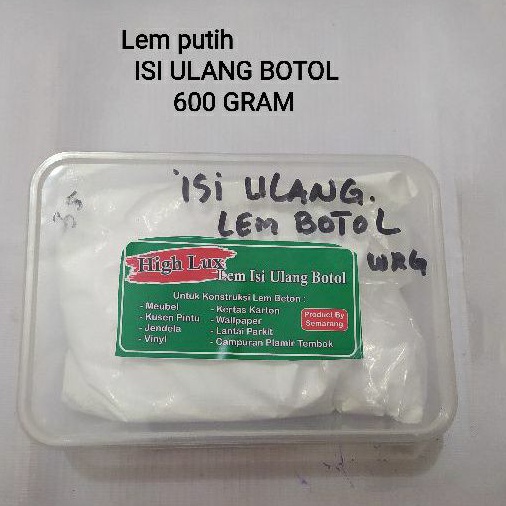 Lem putih
ISI ULANG BOTOL
600 GRAM
ISI ULANG.
LEM BOTOL
WRG
35
High Lux
Lem Isi Ulang Botol
Untuk Konstruksi Lem Beton :
- Meubel
- Kusen Pintu
- Jendela
- Vinyl
- Kertas Karton
- Wallpaper
- Lantai Parkit
- Campuran Plamir Tembok
Product By
Semarang